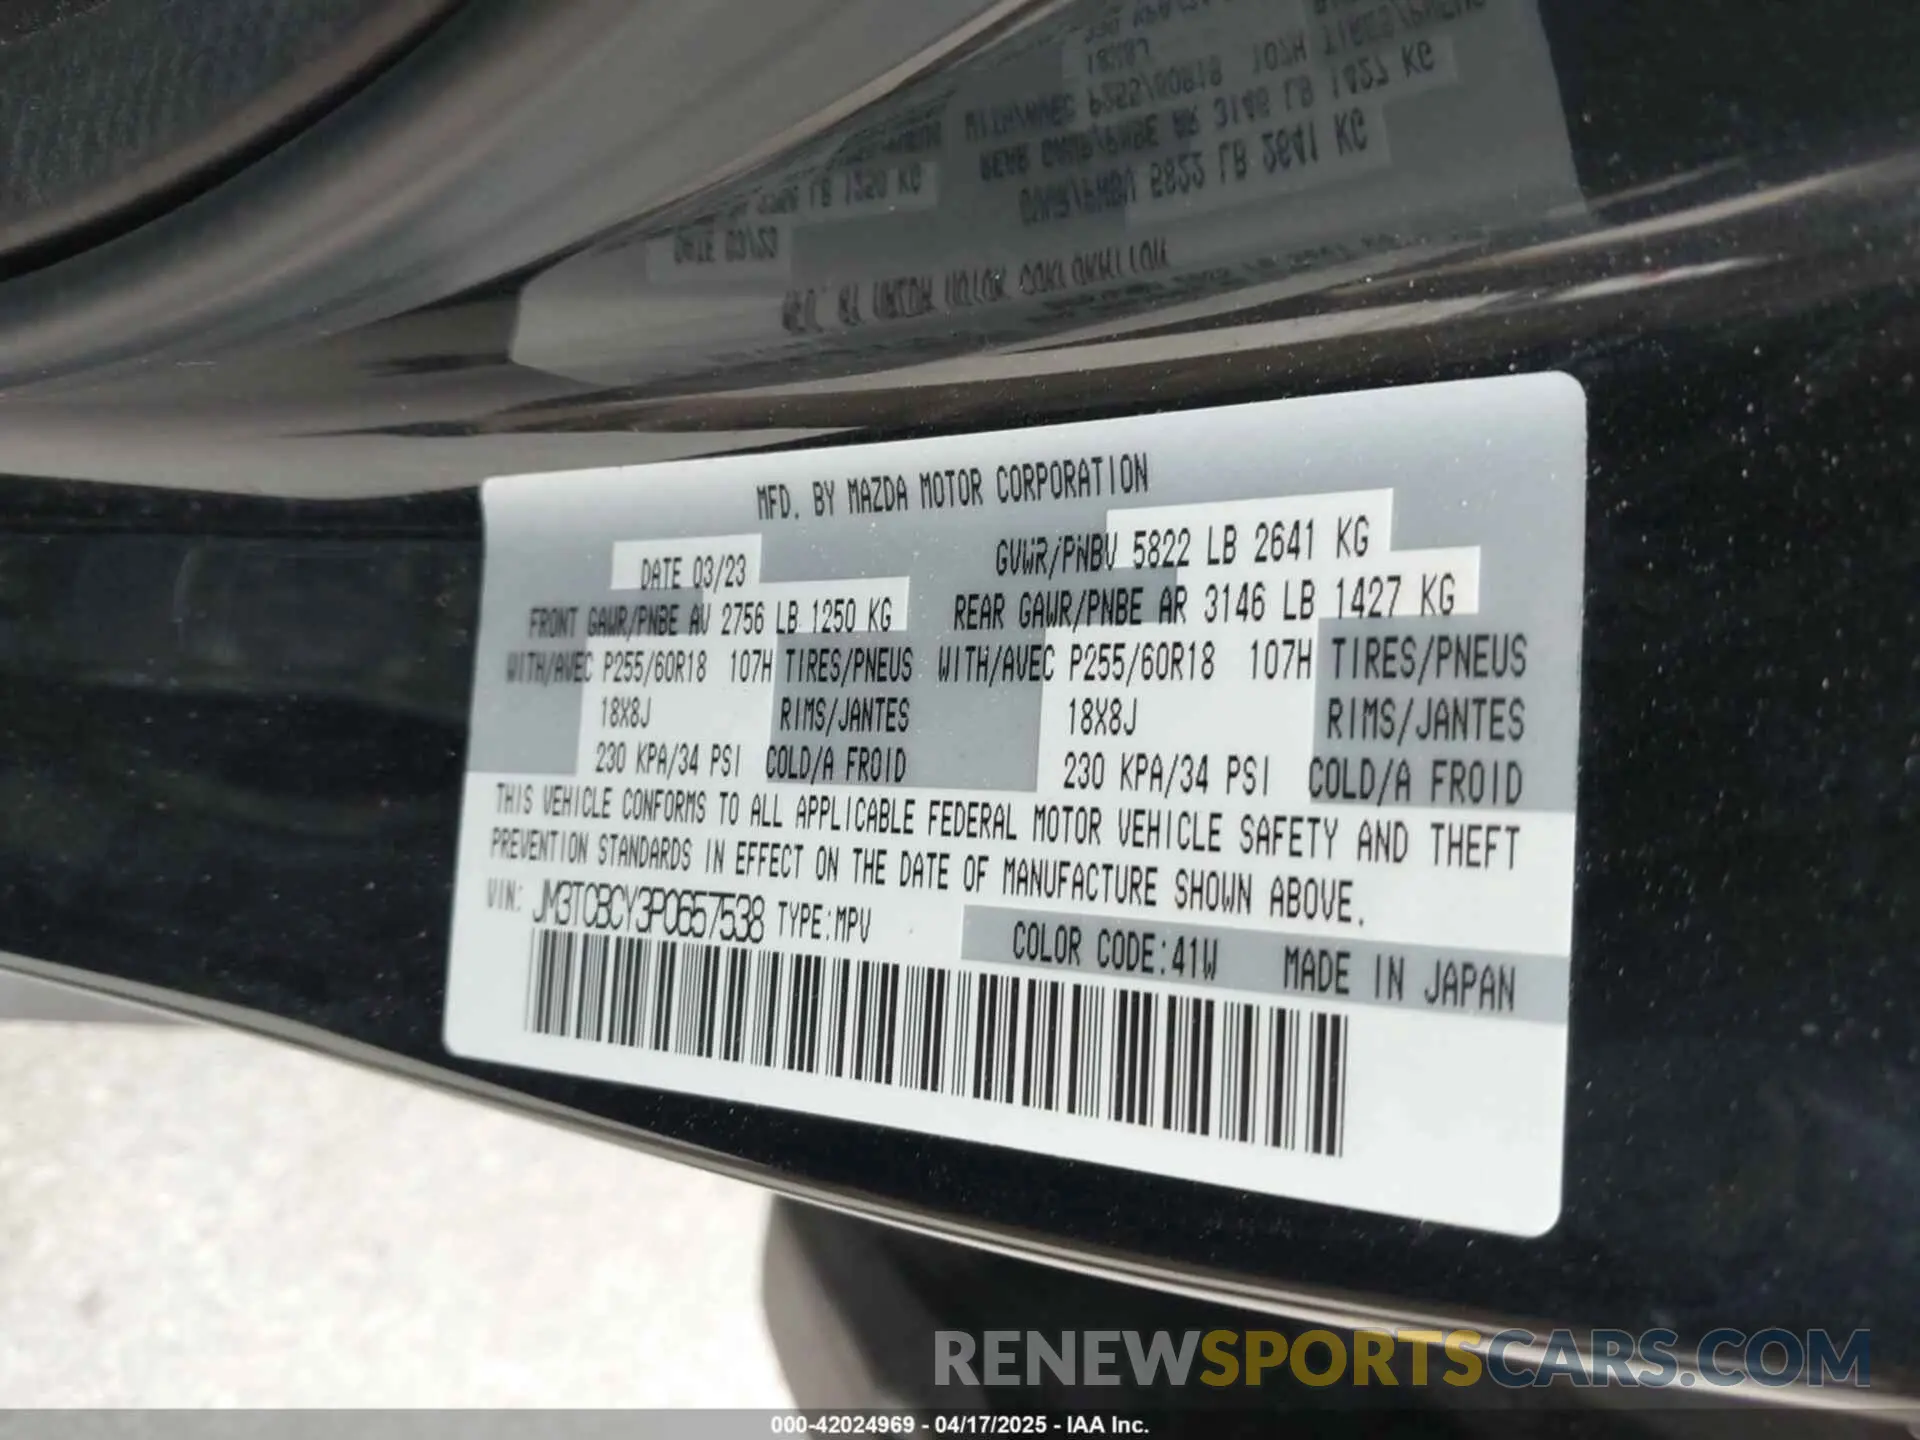 MFD. BY MAZDA MOTOR CORPORATION
DATE 03/23
GVWR/PNBV 5822 LB 2641 KG
FRONT GAWR/PNBE AV 2756 LB 1250 KG
REAR GAWR/PNBE AR 3146 LB 1427 KG
WITH/AVEC P255/60R18 107H TIRES/PNEUS
WITH/AVEC P255/60R18 107H TIRES/PNEUS
18X8J RIMS/JANTES
18X8J RIMS/JANTES
230 KPA/34 PSI COLD/A FROID
230 KPA/34 PSI COLD/A FROID
THIS VEHICLE CONFORMS TO ALL APPLICABLE FEDERAL MOTOR VEHICLE SAFETY AND THEFT
PREVENTION STANDARDS IN EFFECT ON THE DATE OF MANUFACTURE SHOWN ABOVE.
VIN: JM3TCBCY3P0657538 TYPE:MPV
COLOR CODE:41W MADE IN JAPAN
RENEWSPORTSCARS.COM
000-42024969 - 04/17/2025 - IAA Inc.